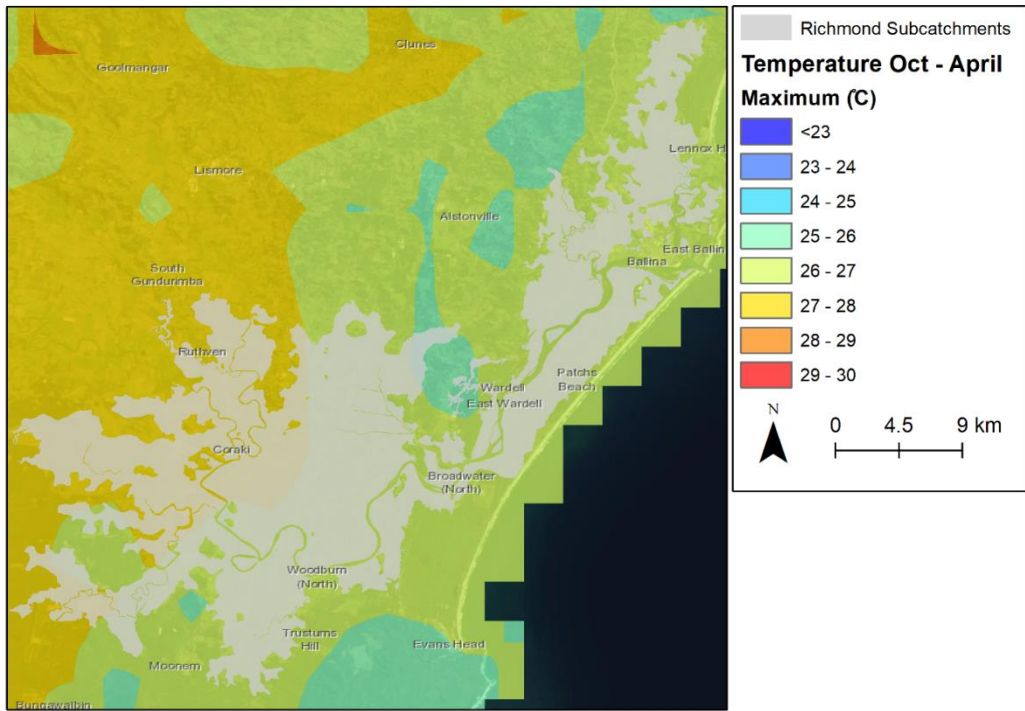 Clunes
Goolmangar
Lennox H
Lismore
Alstonville
East Ballin
Ballina
South
Gundurimba
Ruthven
Patchs
Beach
Wardell
East Wardell
Coraki
Broadwater
(North)
Woodburn
(North)
Trustums
Hill
Evans Head
Moonem
Bungawalbin
Richmond Subcatchments
Temperature Oct - April
Maximum (°C)
<23
23 - 24
24 - 25
25 - 26
26 - 27
27 - 28
28 - 29
29 - 30
N
0 4.5 9 km